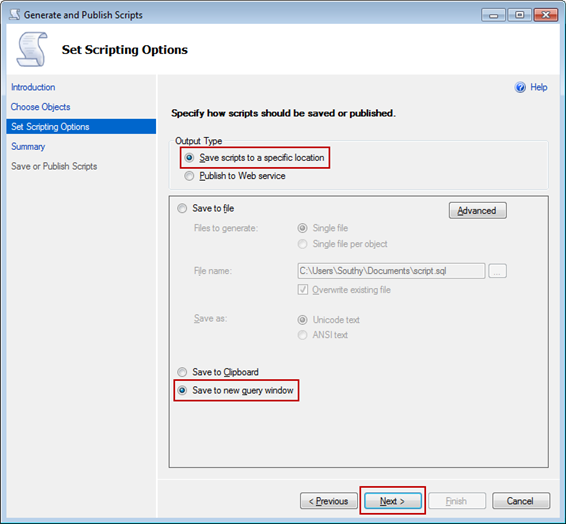 Generate and Publish Scripts
Set Scripting Options
Introduction
Choose Objects
Set Scripting Options
Summary
Save or Publish Scripts
Help
Specify how scripts should be saved or published.
Output Type
Save scripts to a specific location
Publish to Web service
Save to file
Advanced
Files to generate:
Single file
Single file per object
File name:
C:\Users\Southy\Documents\script.sql
...
Overwrite existing file
Save as:
Unicode text
ANSI text
Save to Clipboard
Save to new query window
< Previous
Next >
Finish
Cancel